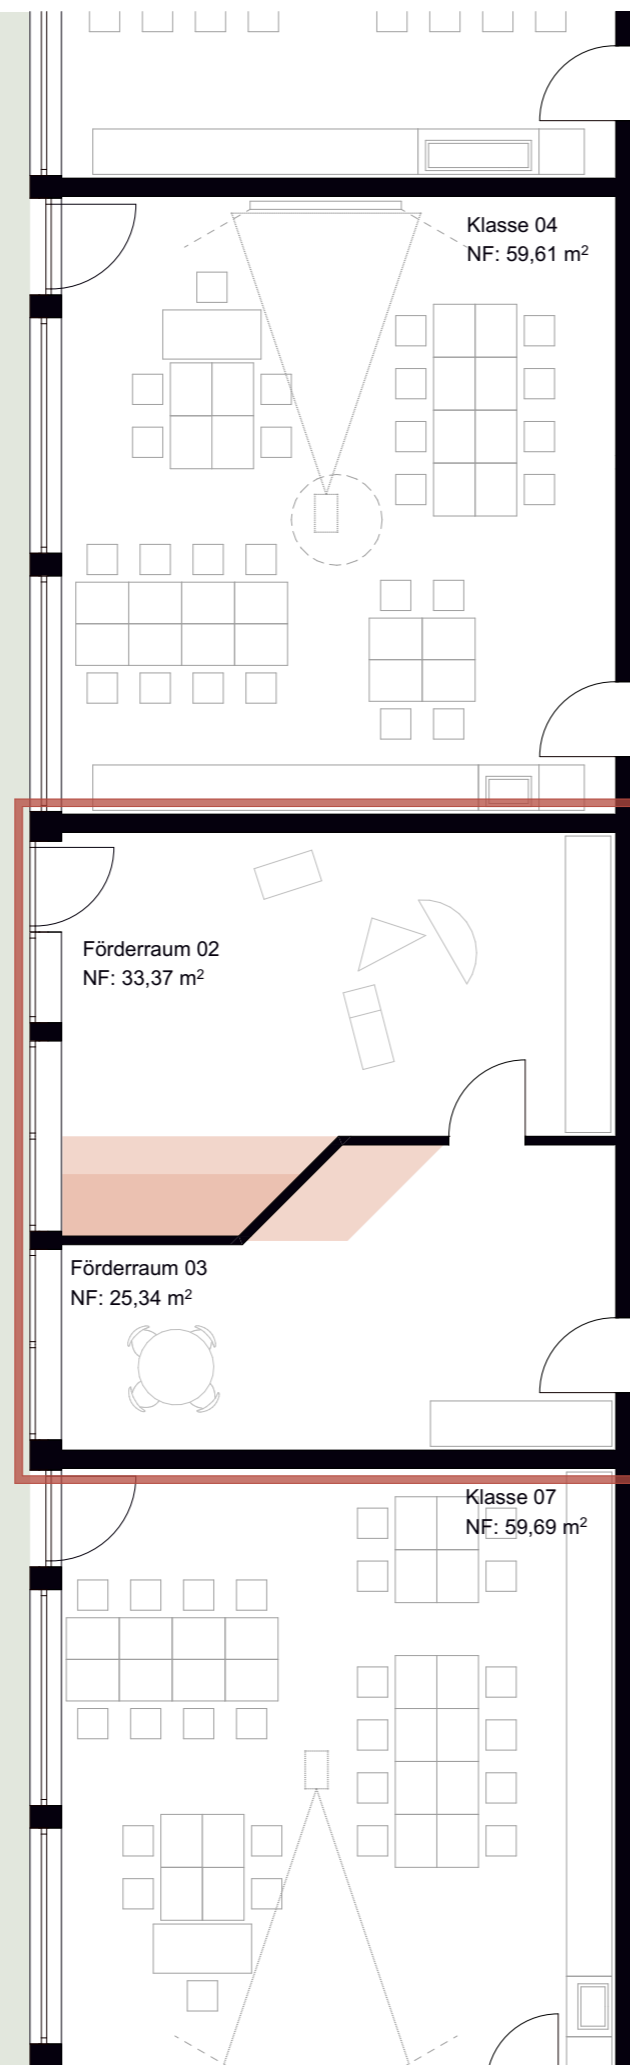 Klasse 04
NF: 59,61 m²
Förderraum 02
NF: 33,37 m²
Förderraum 03
NF: 25,34 m²
Klasse 07
NF: 59,69 m²